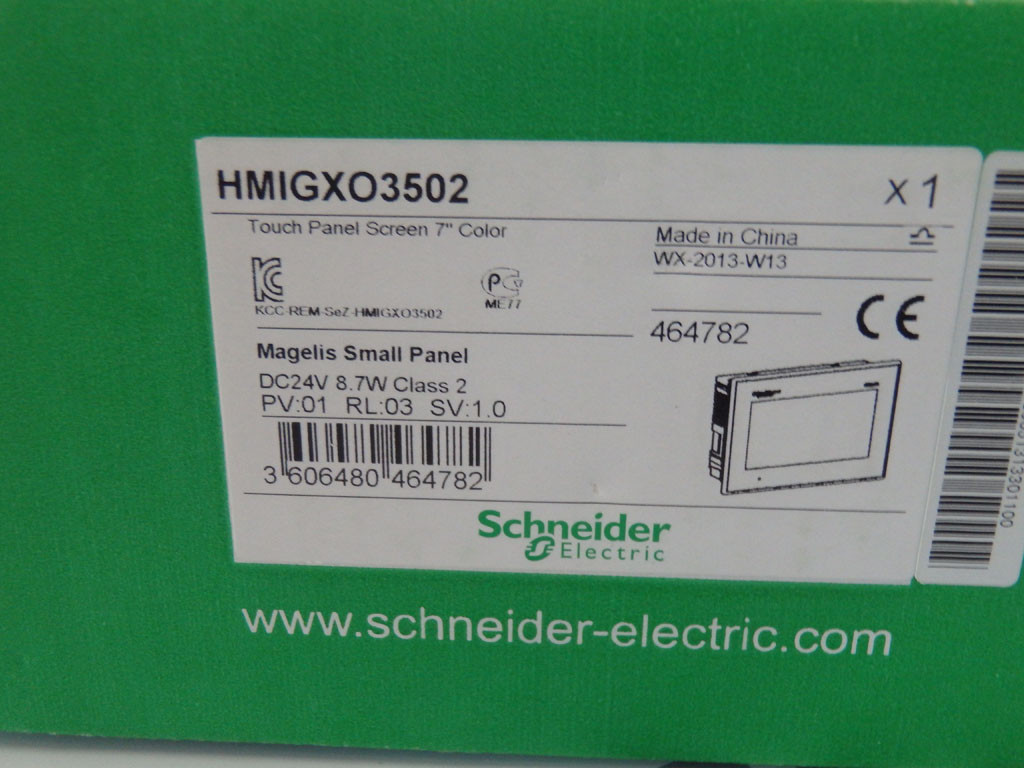 HMIGXO3502
X 1
Touch Panel Screen 7" Color
Made in China
WX-2013-W13
KCC-REM-SeZ-HMIGXO3502
ME77
464782
CE
Magelis Small Panel
DC24V 8.7W Class 2
PV:01 RL:03 SV:1.0
3 606480 464782
Schneider
Electric
www.schneider-electric.com